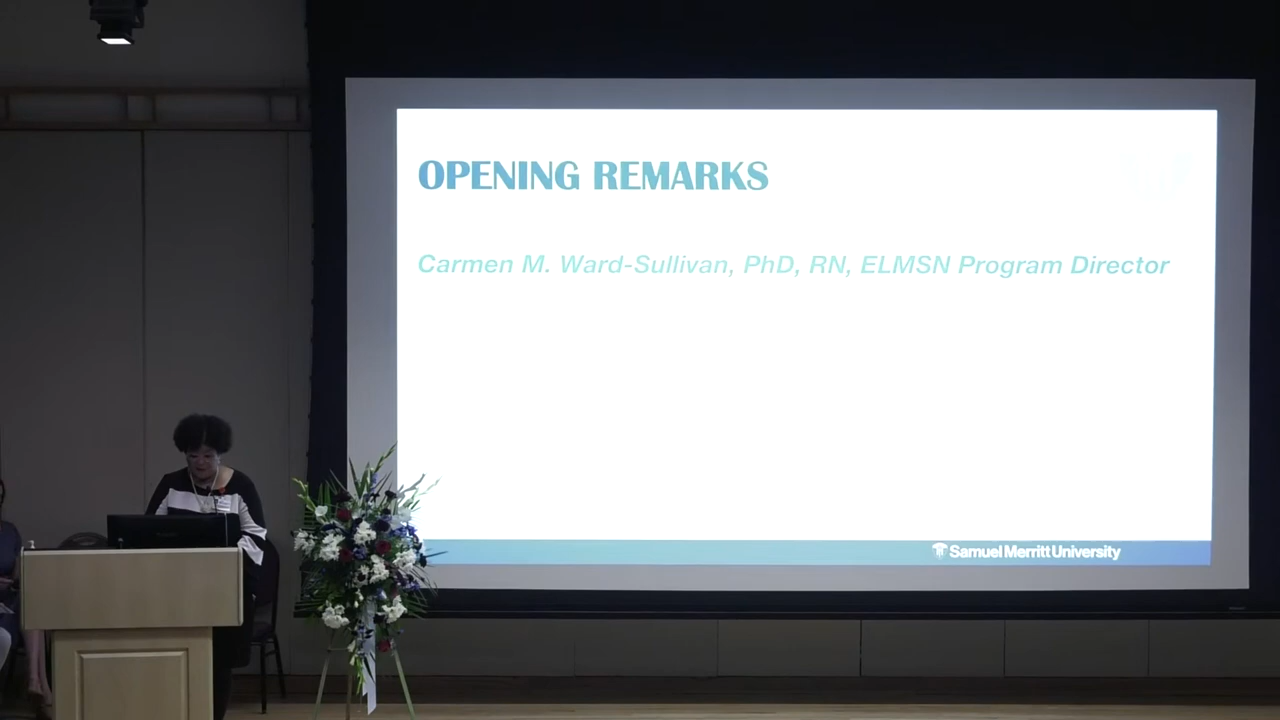 OPENING REMARKS
Carmen M. Ward-Sullivan, PhD, RN, ELMSN Program Director
Samuel Merritt University